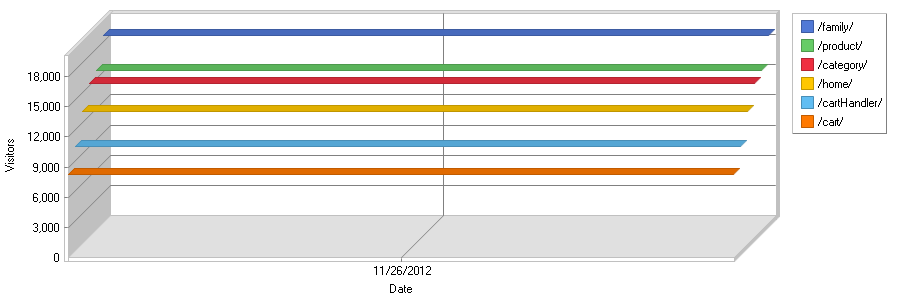 /family/
/product/
/category/
/home/
/cartHandler/
/cart/
Visitors
18,000
15,000
12,000
9,000
6,000
3,000
0
11/26/2012
Date